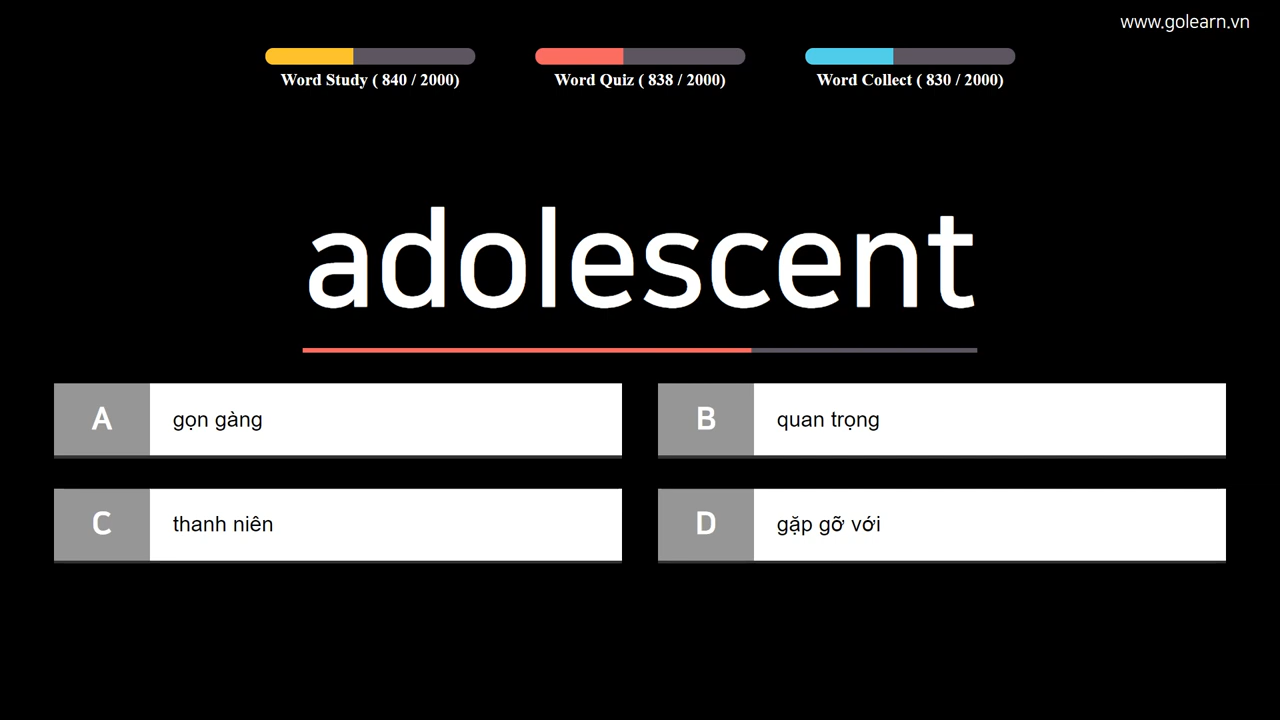 www.golearn.vn
Word Study ( 840 / 2000)
Word Quiz ( 838 / 2000)
Word Collect ( 830 / 2000)
adolescent
A gọn gàng
B quan trọng
C thanh niên
D gặp gỡ với